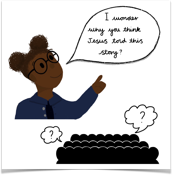 I wonder
why you think
Jesus told this
story?
?
?